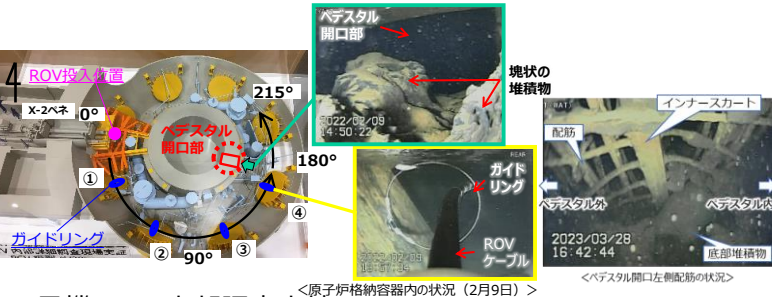 4
ROV投入位置
X-2ペネ
0°
215°
ペデスタル
開口部
180°
①
②
③
④
90°
ガイドリング
ペデスタル
開口部
塊状の
堆積物
2022/02/09
14:50:22
ガイド
リング
ROV
ケーブル
<原子炉格納容器内の状況（2月9日）>
インナースカート
配筋
ペデスタル外
ペデスタル内
2023/03/28
16:42:44
底部堆積物
<ペデスタル開口左側配筋の状況>